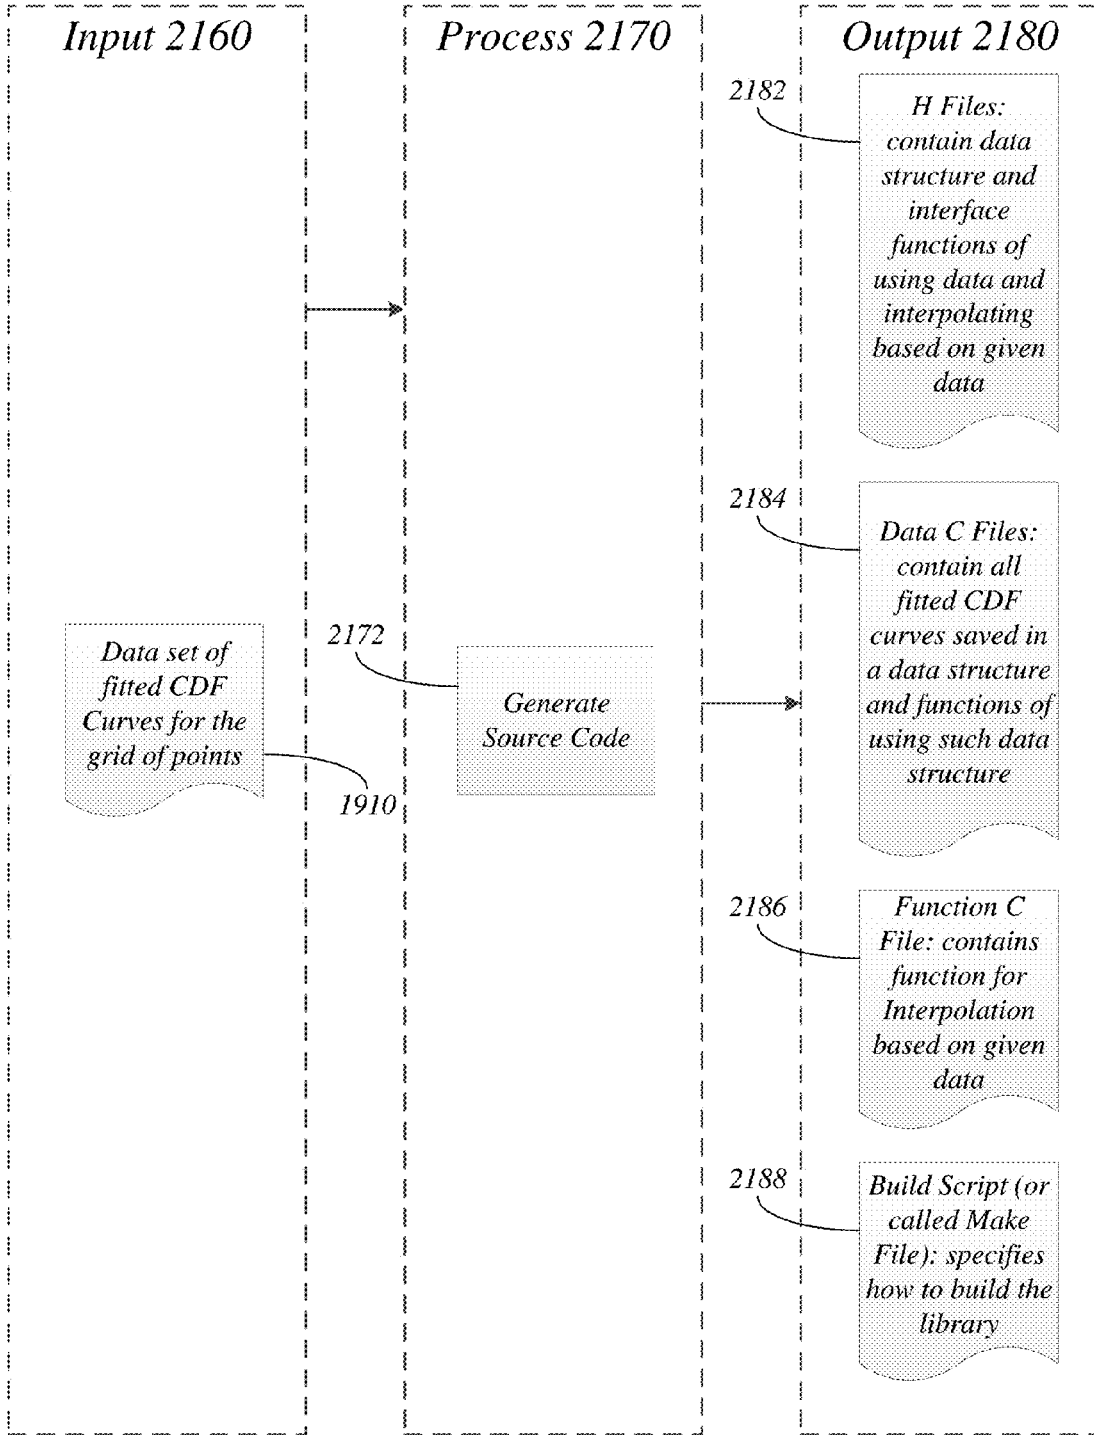 Input 2160
Data set of
fitted CDF
Curves for the
grid of points
1910
Process 2170
2172
Generate
Source Code
Output 2180
2182
H Files:
contain data
structure and
interface
functions of
using data and
interpolating
based on given
data
2184
Data C Files:
contain all
fitted CDF
curves saved in
a data structure
and functions of
using such data
structure
2186
Function C
File: contains
function for
Interpolation
based on given
data
2188
Build Script (or
called Make
File): specifies
how to build the
library